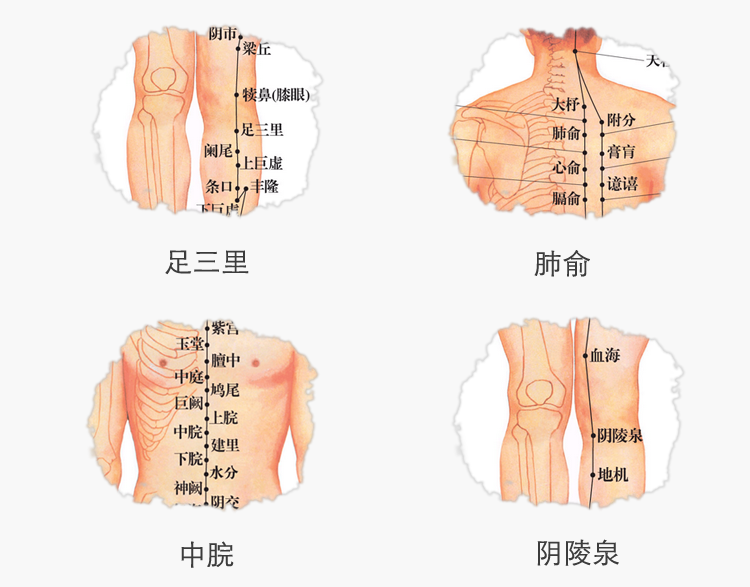 阴市
梁丘
犊鼻(膝眼)
足三里
阑尾
上巨虚
条口
丰隆
下巨虚
足三里
大杼
附分
肺俞
膏肓
心俞
譩譆
膈俞
肺俞
紫宫
玉堂
膻中
中庭
鸠尾
巨阙
上脘
中脘
建里
下脘
水分
神阙
阴交
中脘
血海
阴陵泉
地机
阴陵泉